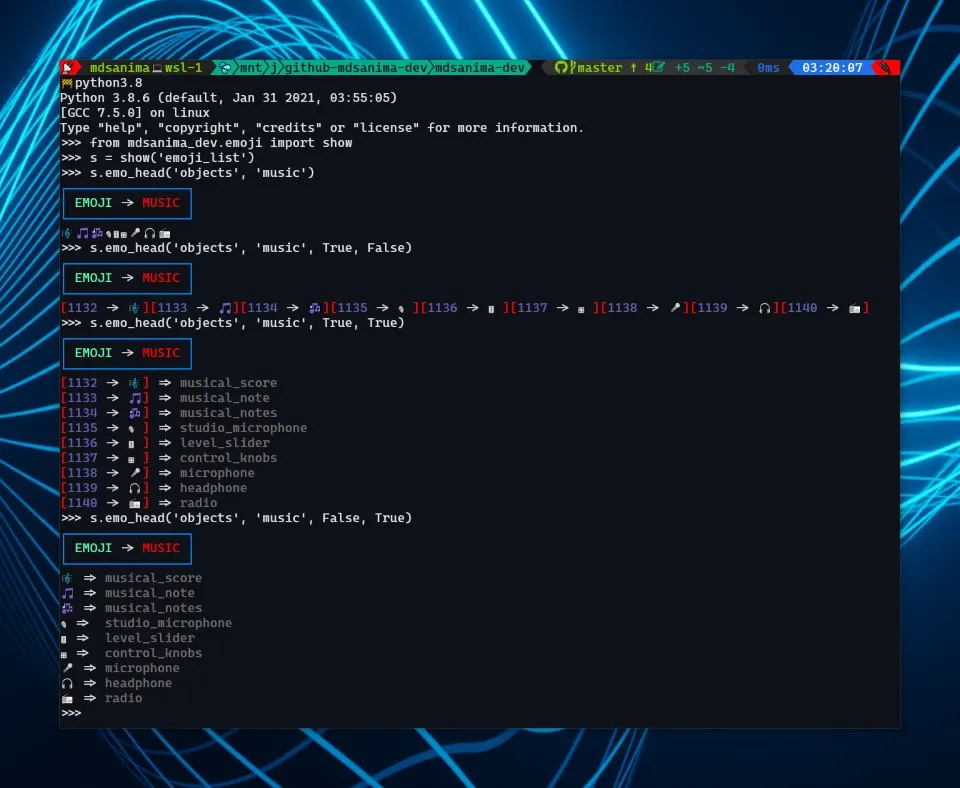 mdsanima💻wsl-1 mnt〉j〉github-mdsanima-dev〉mdsanima-dev master ↑ 4 +5 ~5 -4 0ms 03:20:07
python3.8
Python 3.8.6 (default, Jan 31 2021, 03:55:05)
[GCC 7.5.0] on linux
Type "help", "copyright", "credits" or "license" for more information.
>>> from mdsanima_dev.emoji import show
>>> s = show('emoji_list')
>>> s.emo_head('objects', 'music')
EMOJI -> MUSIC
🎼 🎵 🎶 🎙 🎚 🎛 🎤 🎧 📻
>>> s.emo_head('objects', 'music', True, False)
EMOJI -> MUSIC
[1132 -> 🎼 ][1133 -> 🎵 ][1134 -> 🎶 ][1135 -> 🎙 ][1136 -> 🎚 ][1137 -> 🎛 ][1138 -> 🎤 ][1139 -> 🎧 ][1140 -> 📻 ]
>>> s.emo_head('objects', 'music', True, True)
EMOJI -> MUSIC
[1132 -> 🎼 ] => musical_score
[1133 -> 🎵 ] => musical_note
[1134 -> 🎶 ] => musical_notes
[1135 -> 🎙 ] => studio_microphone
[1136 -> 🎚 ] => level_slider
[1137 -> 🎛 ] => control_knobs
[1138 -> 🎤 ] => microphone
[1139 -> 🎧 ] => headphone
[1140 -> 📻 ] => radio
>>> s.emo_head('objects', 'music', False, True)
EMOJI -> MUSIC
🎼 => musical_score
🎵 => musical_note
🎶 => musical_notes
🎙 => studio_microphone
🎚 => level_slider
🎛 => control_knobs
🎤 => microphone
🎧 => headphone
📻 => radio
>>>